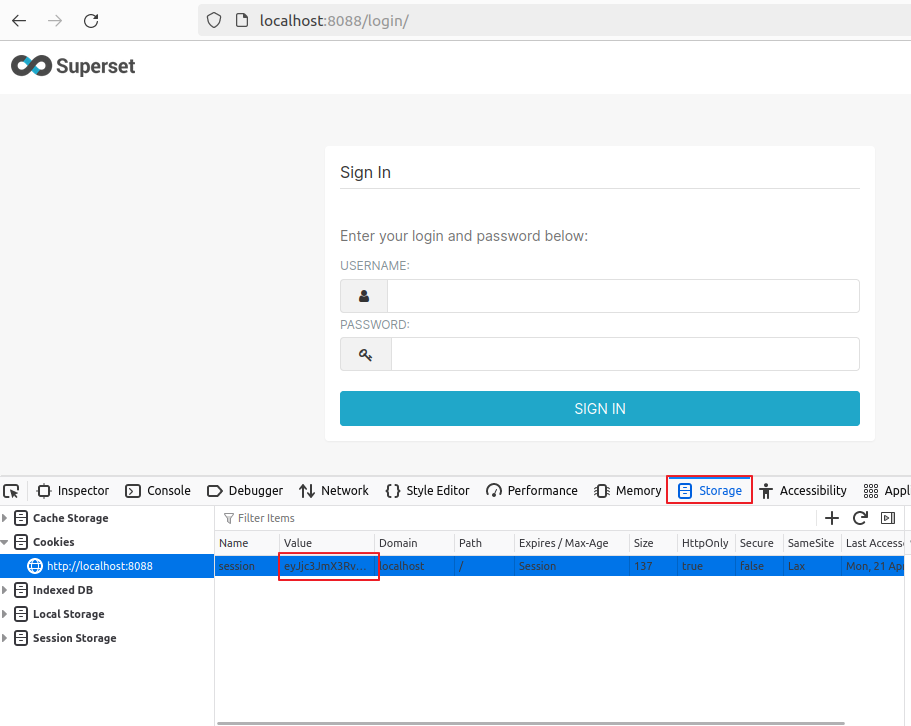 localhost:8088/login/
Superset
Sign In
Enter your login and password below:
USERNAME:
PASSWORD:
SIGN IN
Inspector Console Debugger Network Style Editor Performance Memory Storage Accessibility Appl
Cache Storage
Filter Items
Cookies
Name Value Domain Path Expires / Max-Age Size HttpOnly Secure SameSite Last Accesse
http://localhost:8088
session eyJjc3JmX3Rv... localhost / Session 137 true false Lax Mon, 21 Apr
Indexed DB
Local Storage
Session Storage